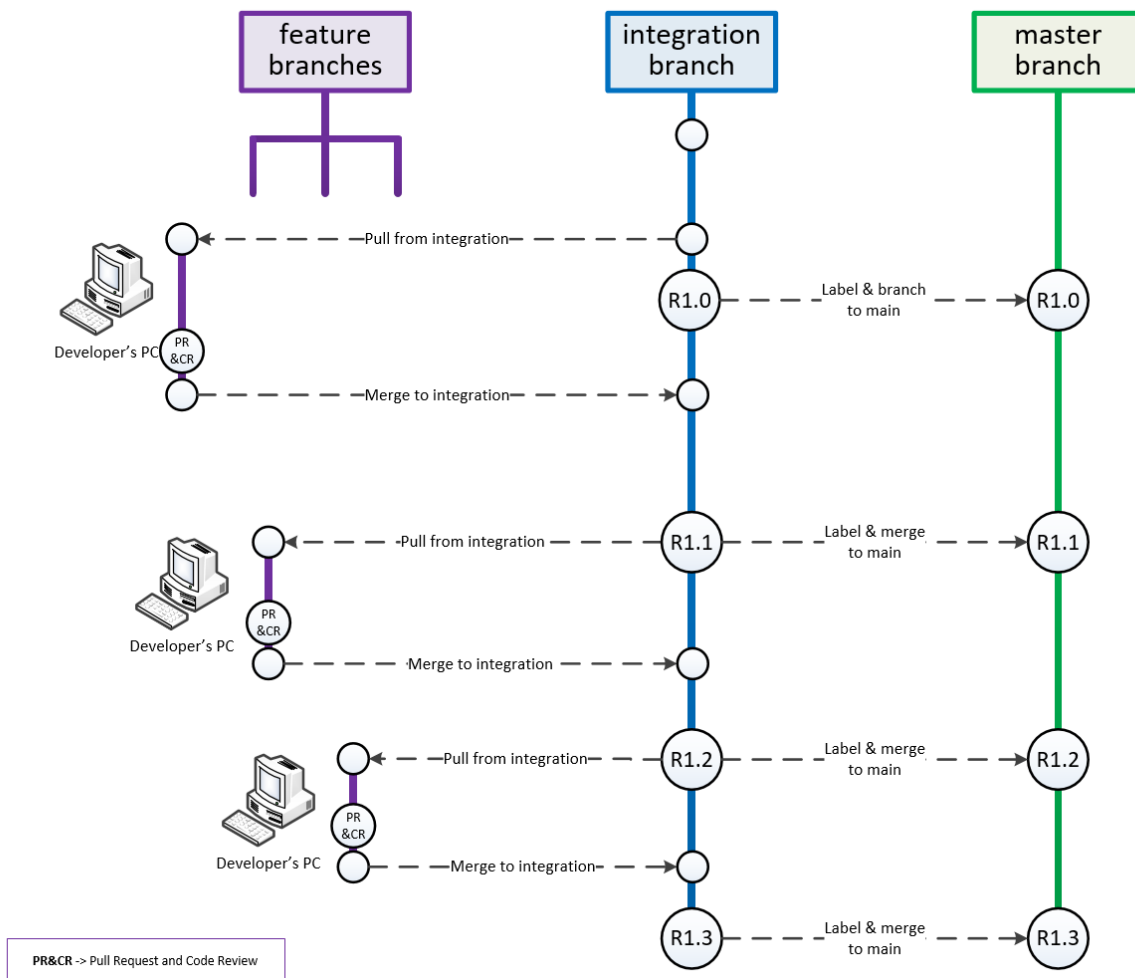 feature
branches
integration
branch
master
branch
Pull from integration
R1.0
Label & branch
to main
R1.0
Developer's PC
PR
&CR
Merge to integration
Pull from integration
R1.1
Label & merge
to main
R1.1
Developer's PC
PR
&CR
Merge to integration
Pull from integration
R1.2
Label & merge
to main
R1.2
Developer's PC
PR
&CR
Merge to integration
R1.3
Label & merge
to main
R1.3
PR&CR -> Pull Request and Code Review